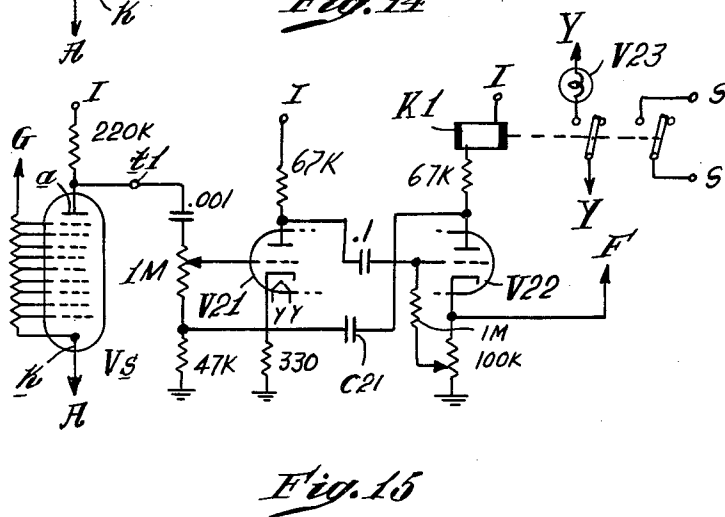 k
A
Fig. 14
I
220K
G
a
t1
.001
1M
k
Vs
A
47K
I
67K
V21
YY
330
.1
C21
K1
I
67K
V22
1M
100K
F
Y
V23
Y
S
S
Fig. 15